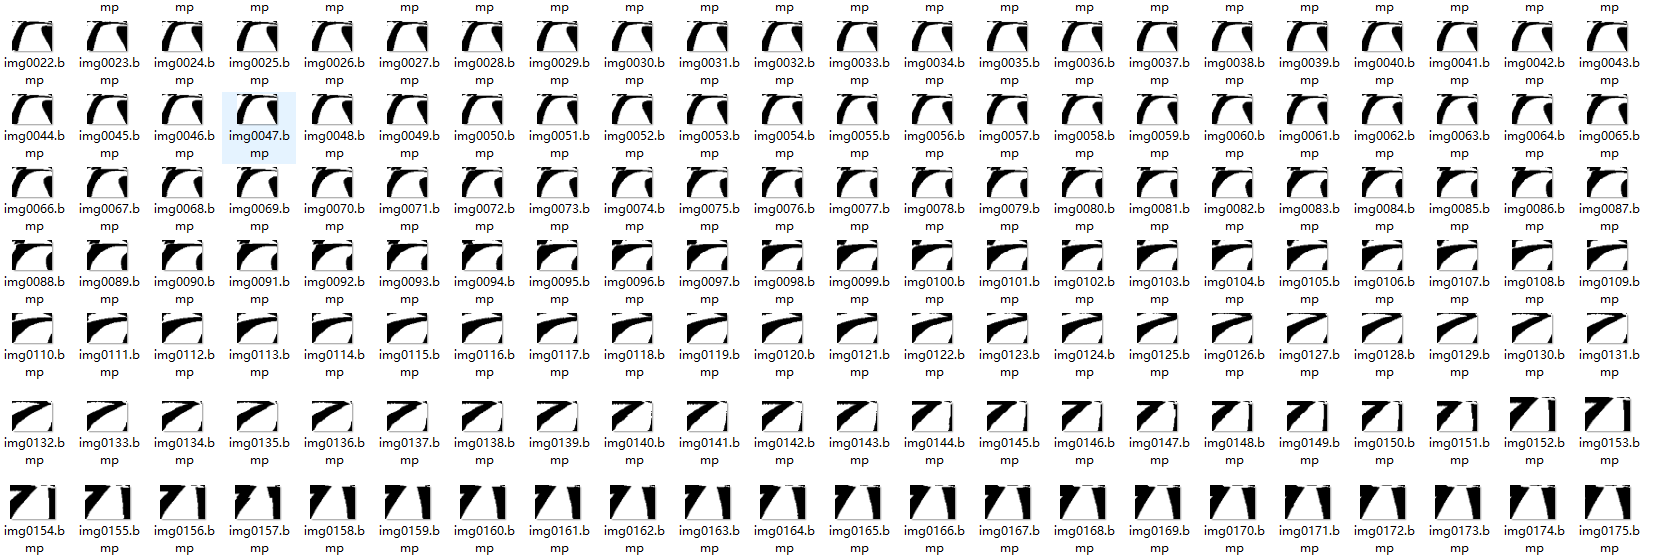 mp mp mp mp mp mp mp mp mp mp mp mp mp mp mp mp mp mp mp mp mp
img0022.b img0023.b img0024.b img0025.b img0026.b img0027.b img0028.b img0029.b img0030.b img0031.b img0032.b img0033.b img0034.b img0035.b img0036.b img0037.b img0038.b img0039.b img0040.b img0041.b img0042.b img0043.b
mp mp mp mp mp mp mp mp mp mp mp mp mp mp mp mp mp mp mp mp mp mp
img0044.b img0045.b img0046.b img0047.b img0048.b img0049.b img0050.b img0051.b img0052.b img0053.b img0054.b img0055.b img0056.b img0057.b img0058.b img0059.b img0060.b img0061.b img0062.b img0063.b img0064.b img0065.b
mp mp mp mp mp mp mp mp mp mp mp mp mp mp mp mp mp mp mp mp mp mp
img0066.b img0067.b img0068.b img0069.b img0070.b img0071.b img0072.b img0073.b img0074.b img0075.b img0076.b img0077.b img0078.b img0079.b img0080.b img0081.b img0082.b img0083.b img0084.b img0085.b img0086.b img0087.b
mp mp mp mp mp mp mp mp mp mp mp mp mp mp mp mp mp mp mp mp mp mp
img0088.b img0089.b img0090.b img0091.b img0092.b img0093.b img0094.b img0095.b img0096.b img0097.b img0098.b img0099.b img0100.b img0101.b img0102.b img0103.b img0104.b img0105.b img0106.b img0107.b img0108.b img0109.b
mp mp mp mp mp mp mp mp mp mp mp mp mp mp mp mp mp mp mp mp mp mp
img0110.b img0111.b img0112.b img0113.b img0114.b img0115.b img0116.b img0117.b img0118.b img0119.b img0120.b img0121.b img0122.b img0123.b img0124.b img0125.b img0126.b img0127.b img0128.b img0129.b img0130.b img0131.b
mp mp mp mp mp mp mp mp mp mp mp mp mp mp mp mp mp mp mp mp mp mp
img0132.b img0133.b img0134.b img0135.b img0136.b img0137.b img0138.b img0139.b img0140.b img0141.b img0142.b img0143.b img0144.b img0145.b img0146.b img0147.b img0148.b img0149.b img0150.b img0151.b img0152.b img0153.b
mp mp mp mp mp mp mp mp mp mp mp mp mp mp mp mp mp mp mp mp mp mp
img0154.b img0155.b img0156.b img0157.b img0158.b img0159.b img0160.b img0161.b img0162.b img0163.b img0164.b img0165.b img0166.b img0167.b img0168.b img0169.b img0170.b img0171.b img0172.b img0173.b img0174.b img0175.b
mp mp mp mp mp mp mp mp mp mp mp mp mp mp mp mp mp mp mp mp mp mp